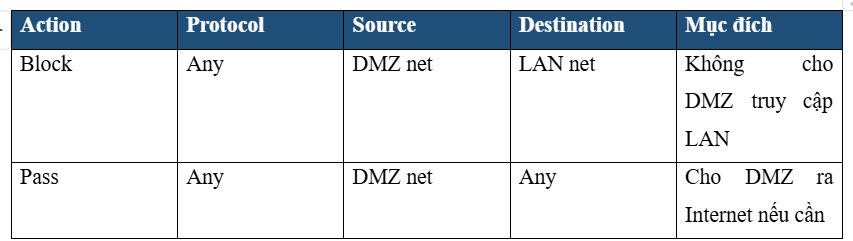 Action Protocol Source Destination Mục đích
Block Any DMZ net LAN net Không cho
DMZ truy cập
LAN
Pass Any DMZ net Any Cho DMZ ra
Internet nếu cần